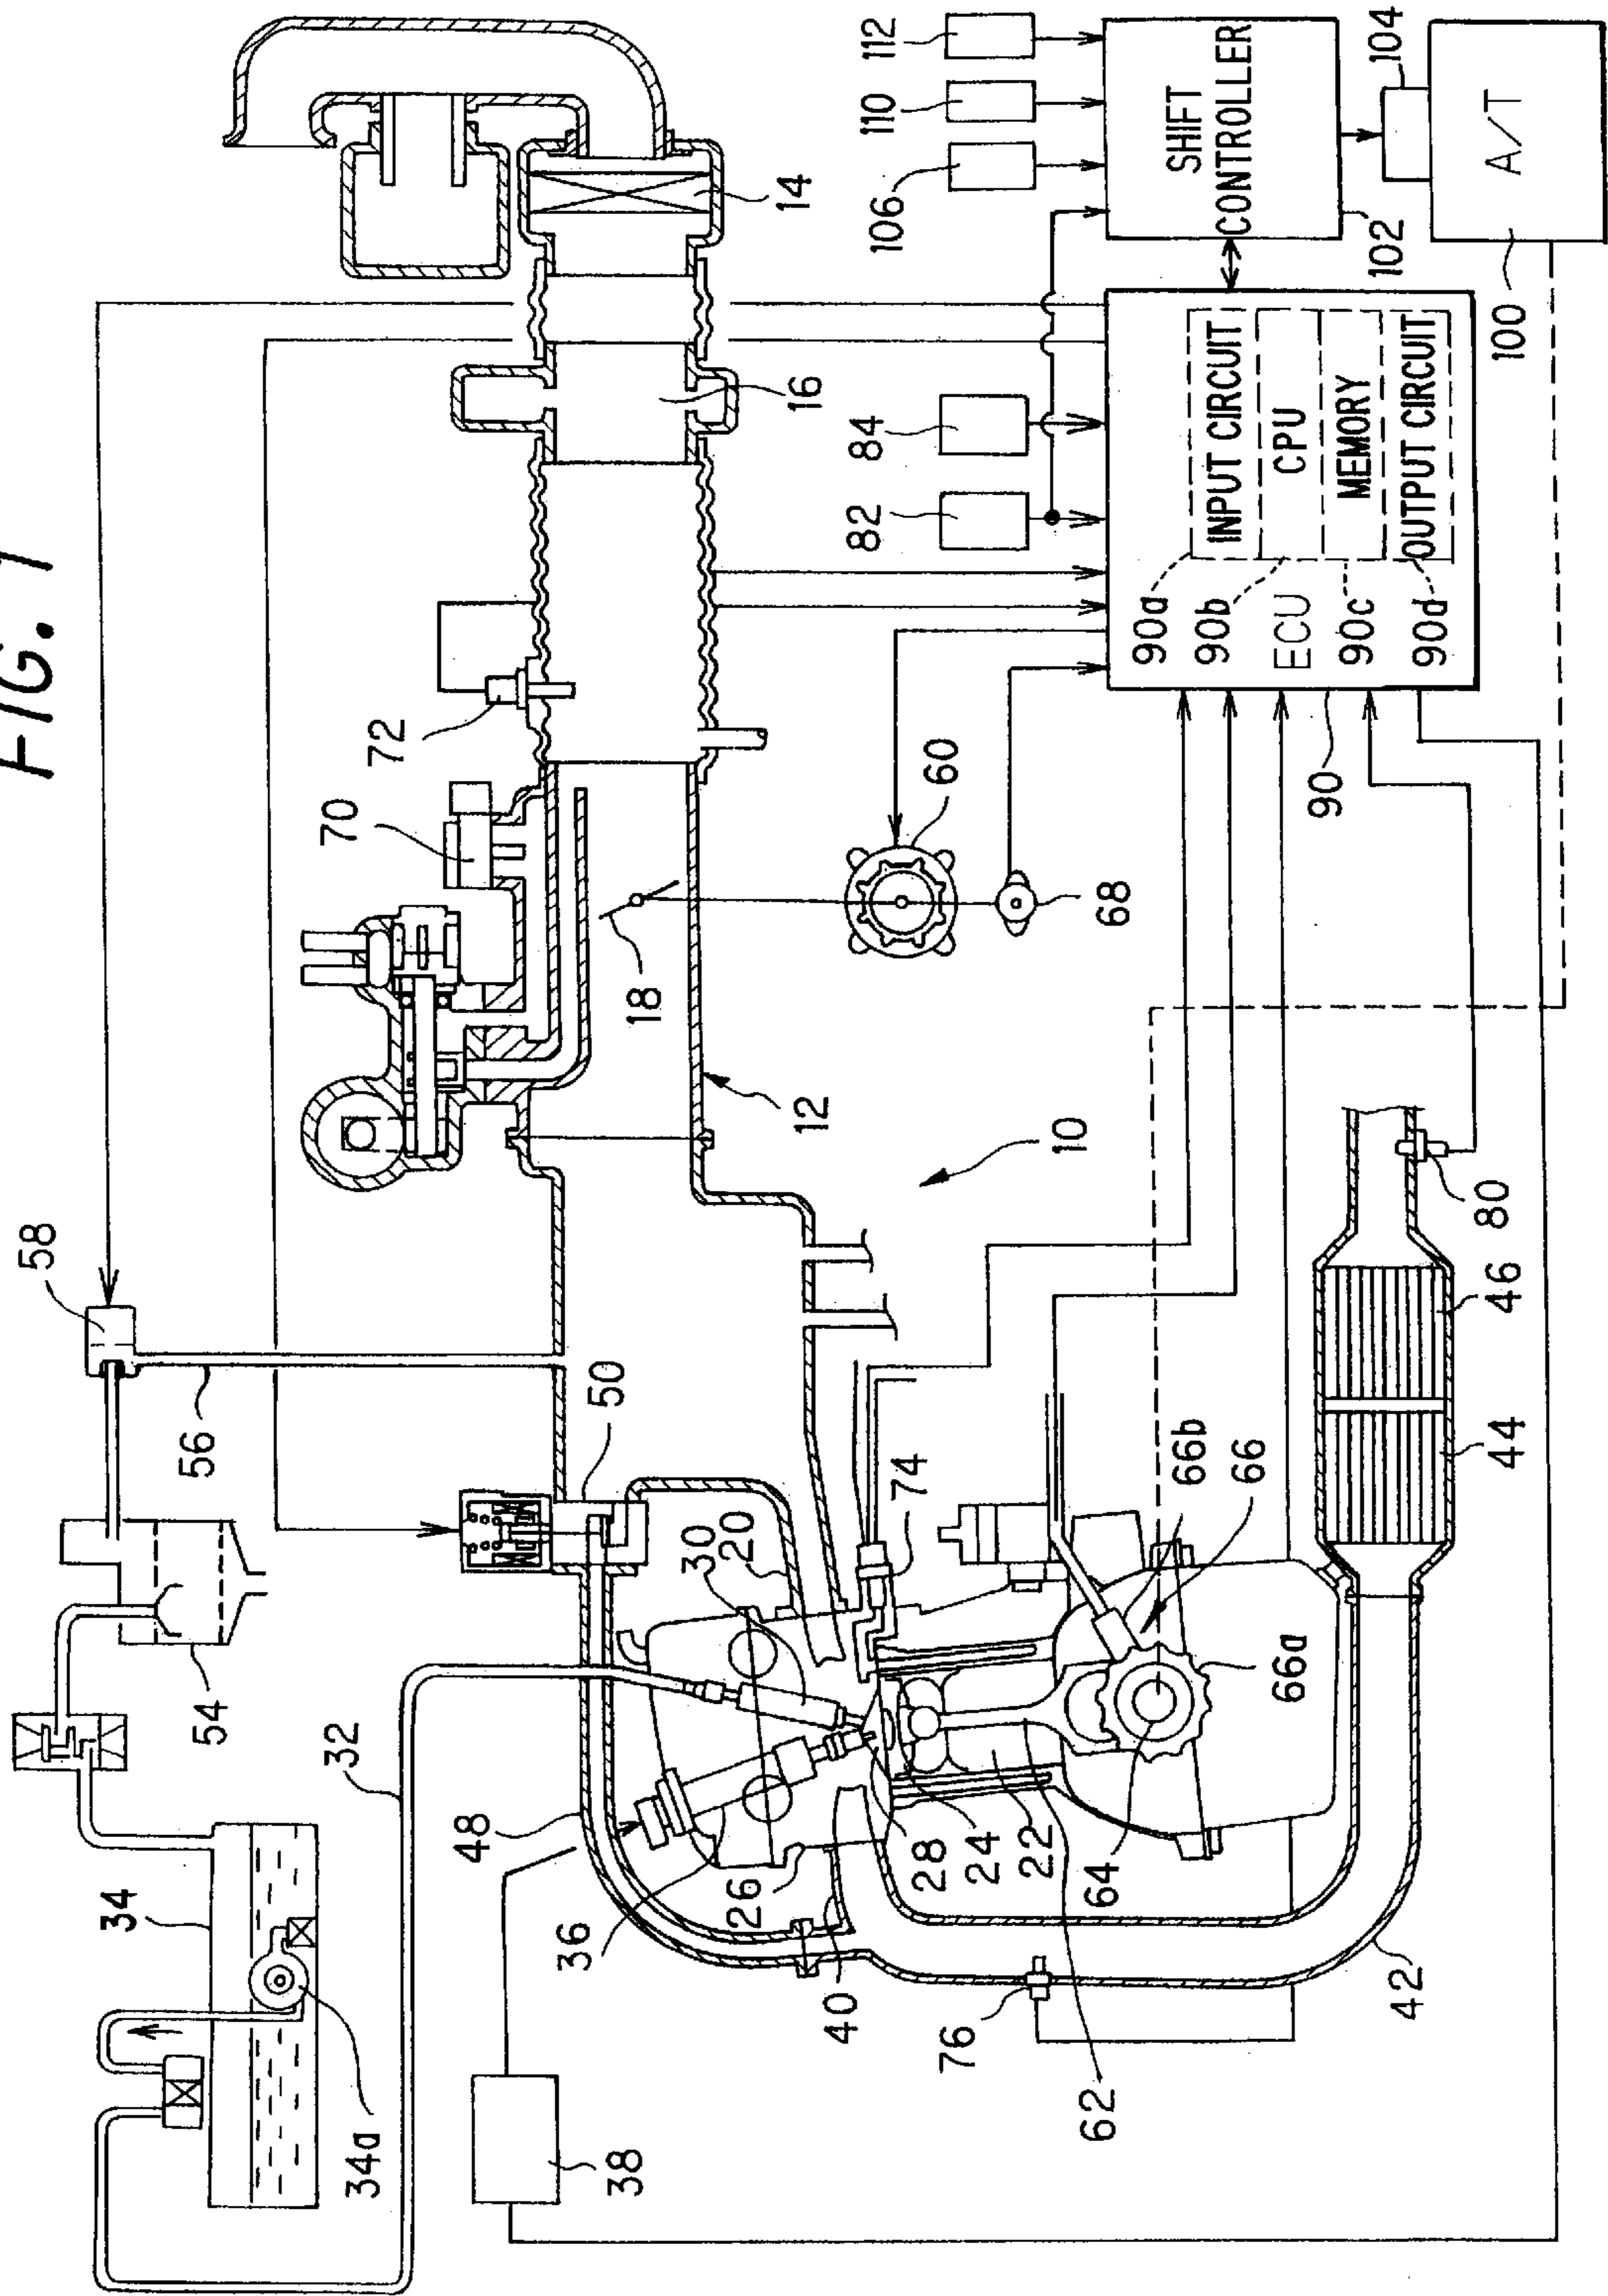 FIG. 1
34
34a
32
54
56
58
38
36
48
26
40
28
24
22
62
64
30
20
50
74
66b
66
66a
76
42
44
46
80
10
12
18
70
72
60
68
16
14
82
84
106
110
112
90a
90b
ECU
90c
90d
INPUT CIRCUIT
CPU
MEMORY
OUTPUT CIRCUIT
90
SHIFT
CONTROLLER
102
104
A/T
100